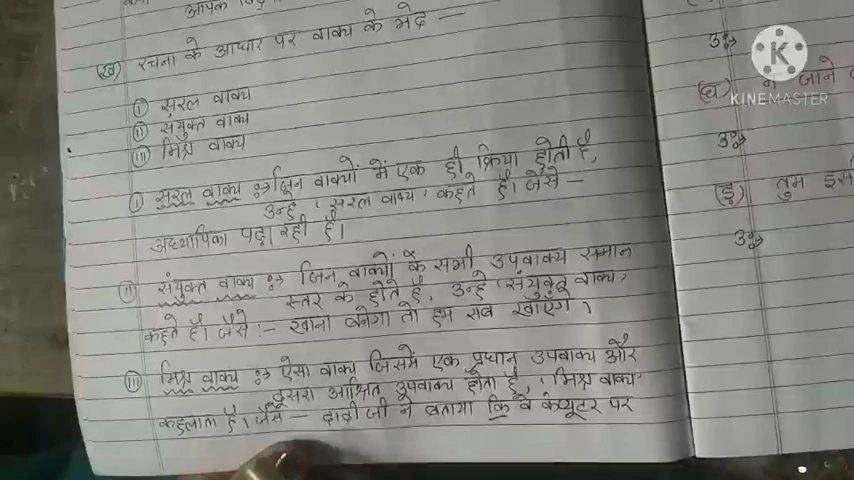 आपके
(ख) रचना के आधार पर वाक्य के भेद —
(i) सरल वाक्य
(ii) संयुक्त वाक्य
(iii) मिश्र वाक्य
(i) सरल वाक्य :→ जिन वाक्यों में एक ही क्रिया होती है,
उन्हें 'सरल वाक्य' कहते हैं। जैसे –
अध्यापिका पढ़ा रही हैं।
(ii) संयुक्त वाक्य :→ जिन वाक्यों के सभी उपवाक्य समान
स्तर के होते हैं, उन्हें 'संयुक्त वाक्य'
कहते हैं। जैसे :- खाना बनेगा तो हम सब खाएँगे।
(iii) मिश्र वाक्य :→ ऐसा वाक्य जिसमें एक प्रधान उपवाक्य और
दूसरा आश्रित उपवाक्य होता है, 'मिश्र वाक्य'
कहलाता है। जैसे – दादी जी ने बताया कि वे कंप्यूटर पर
उ:→
(घ) में जाने
उ:→
(ङ) तुम इस
उ:→
KINEMASTER